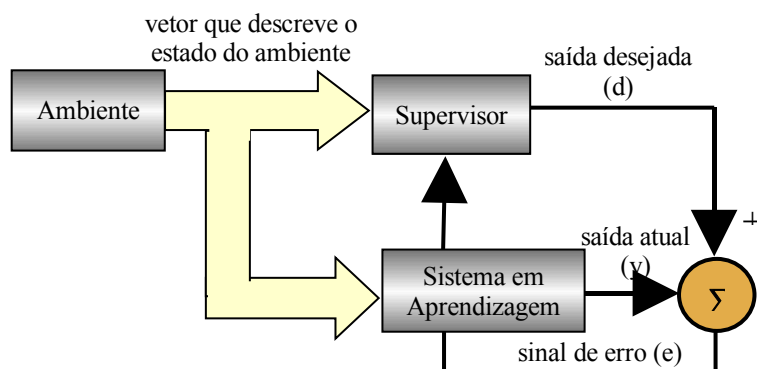 vetor que descreve o
estado do ambiente
saída desejada
(d)
Ambiente
Supervisor
+
saída atual
(y)
Sistema em
Aprendizagem
Σ
sinal de erro (e)